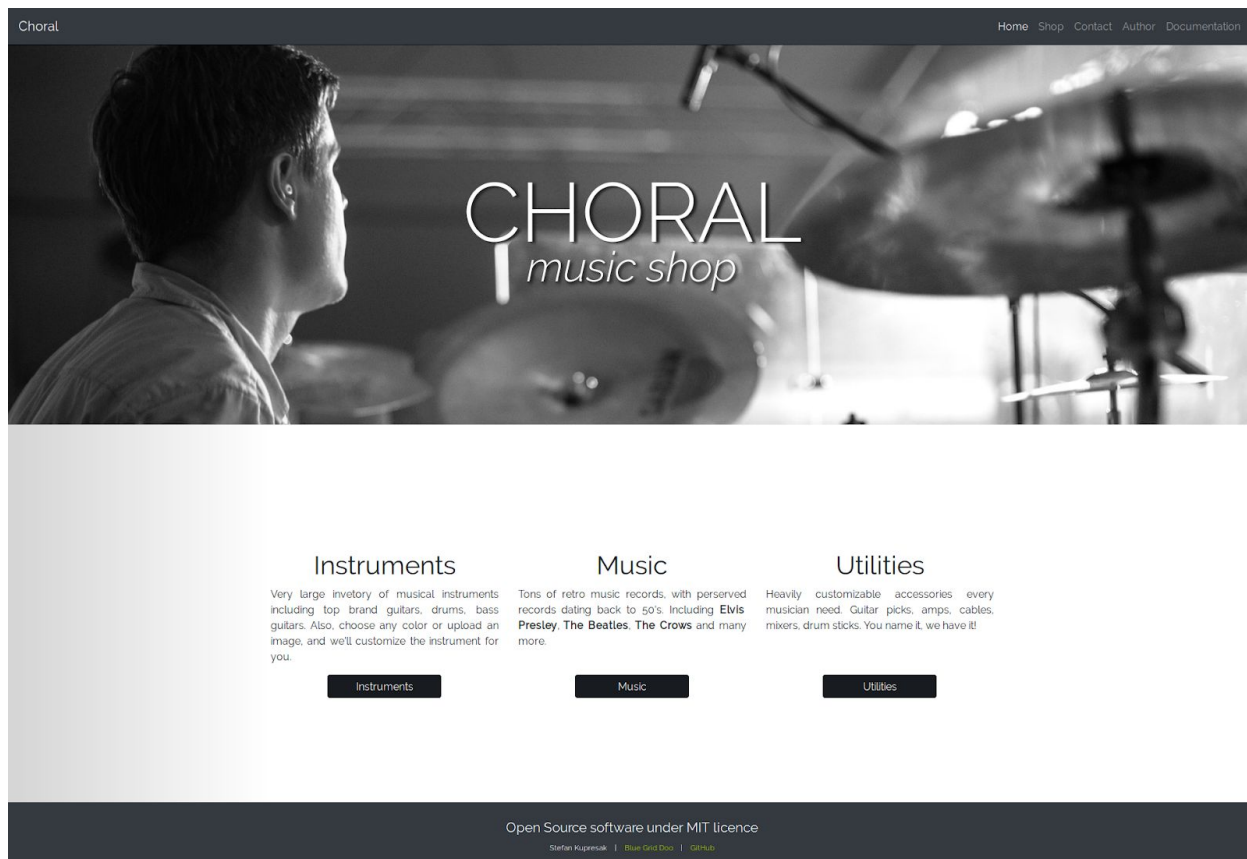 Choral
Home Shop Contact Author Documentation
CHORAL
music shop
Instruments
Very large invetory of musical instruments
including top brand guitars, drums, bass
guitars. Also, choose any color or upload an
image, and we'll customize the instrument for
you.
Instruments
Music
Tons of retro music records, with perserved
records dating back to 50's. Including Elvis
Presley, The Beatles, The Crows and many
more.
Music
Utilities
Heavily customizable accessories every
musician need. Guitar picks, amps, cables,
mixers, drum sticks. You name it, we have it!
Utilities
Open Source software under MIT licence
Stefan Kupresak | Blue Grid Doo | GitHub